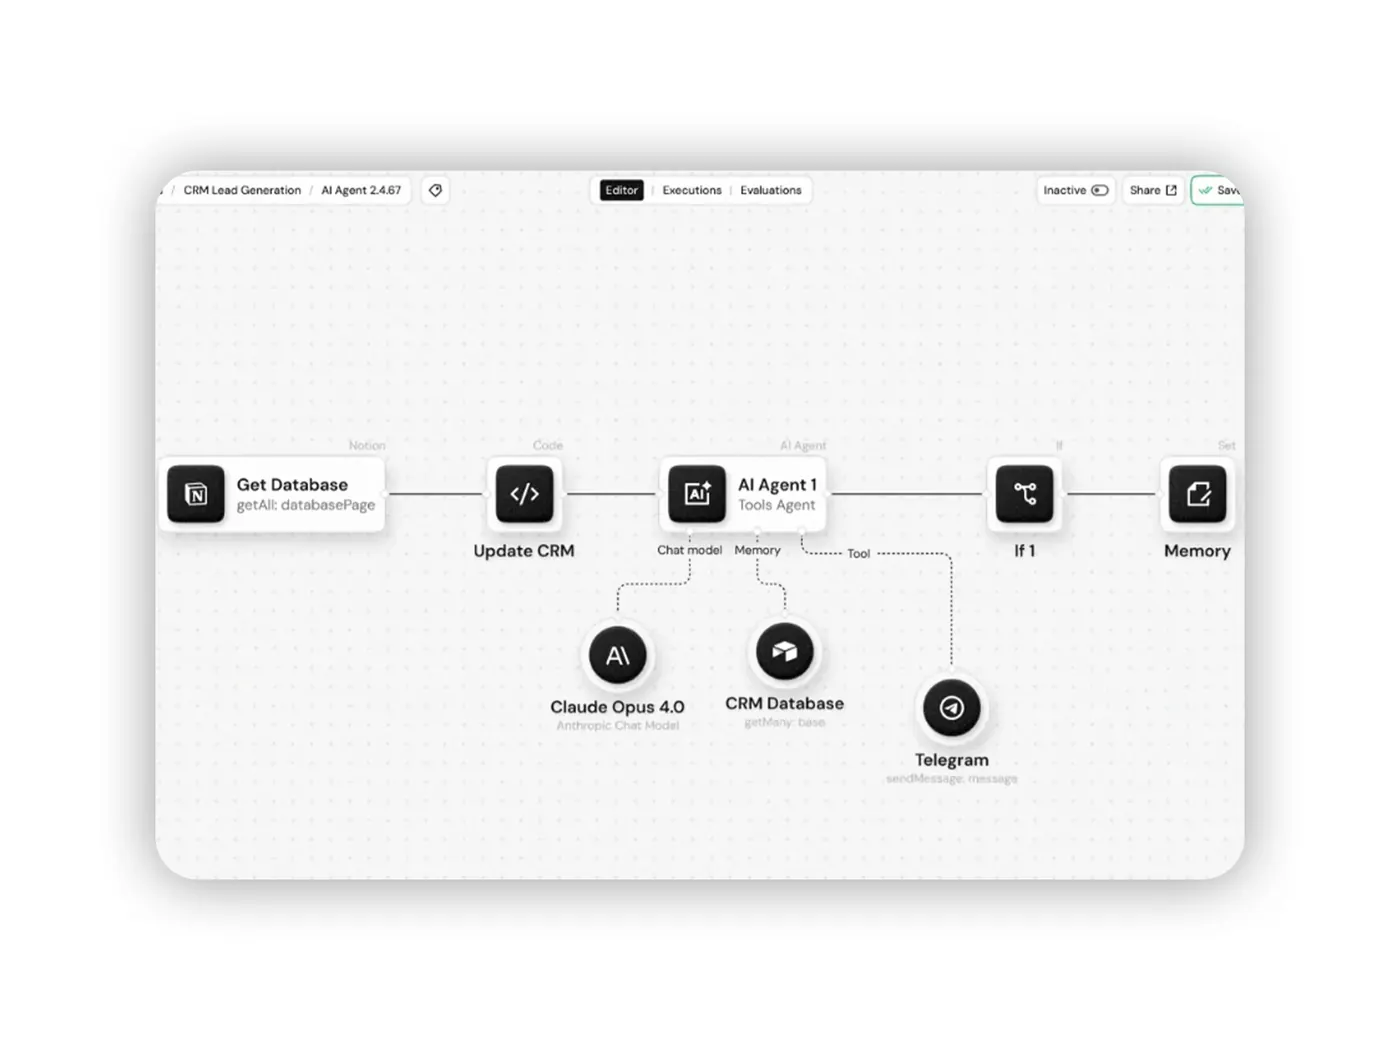 / CRM Lead Generation / AI Agent 2.4.67
Editor | Executions | Evaluations
Inactive
Share
Save
Notion
Get Database
getAll: databasePage
Code
Update CRM
AI Agent
AI
AI Agent 1
Tools Agent
If
If 1
Set
Memory
Chat model
Memory
Tool
A\
Claude Opus 4.0
Anthropic Chat Model
CRM Database
getMany: base
Telegram
sendMessage: message